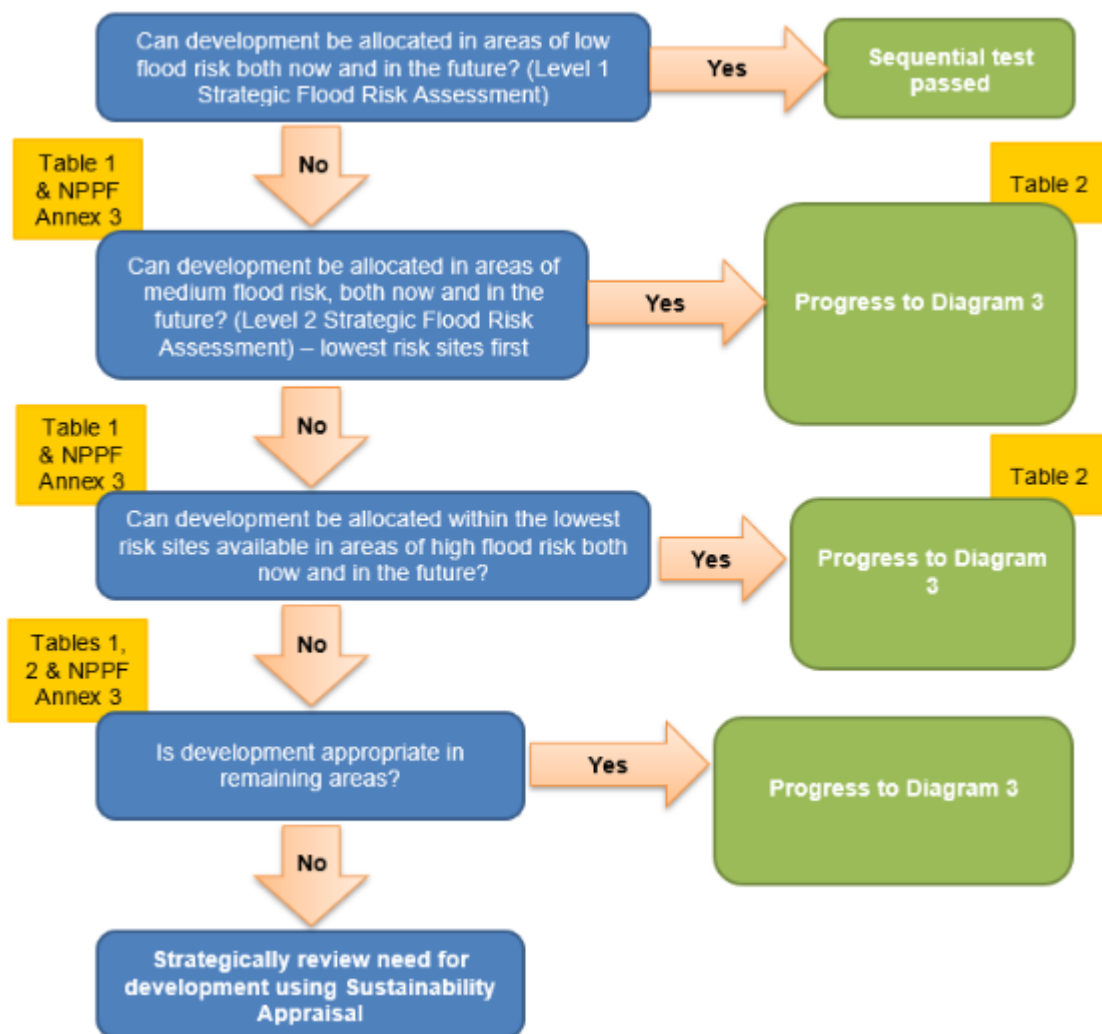 Can development be allocated in areas of low
flood risk both now and in the future? (Level 1
Strategic Flood Risk Assessment)
Yes
Sequential test
passed
No
Table 1
& NPPF
Annex 3
Table 2
Can development be allocated in areas of
medium flood risk, both now and in the
future? (Level 2 Strategic Flood Risk
Assessment) – lowest risk sites first
Yes
Progress to Diagram 3
No
Table 1
& NPPF
Annex 3
Table 2
Can development be allocated within the lowest
risk sites available in areas of high flood risk both
now and in the future?
Yes
Progress to Diagram
3
No
Tables 1,
2 & NPPF
Annex 3
Is development appropriate in
remaining areas?
Yes
Progress to Diagram 3
No
Strategically review need for
development using Sustainability
Appraisal